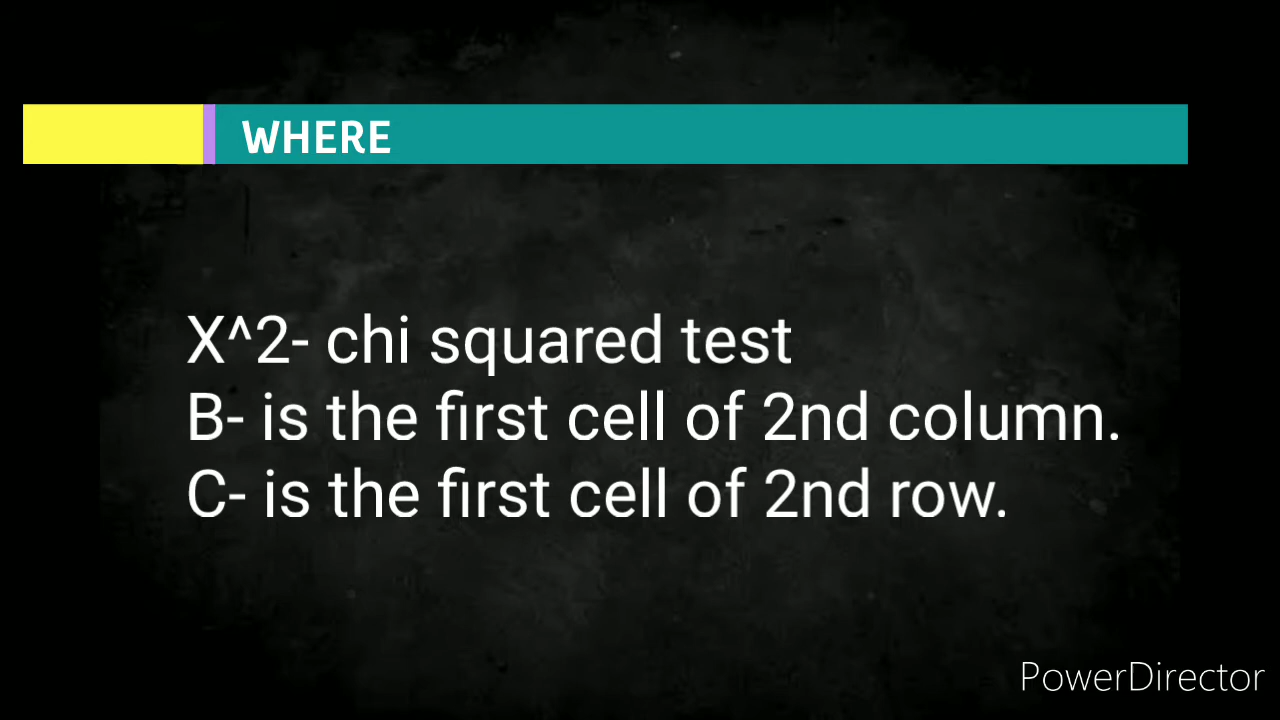 WHERE
X^2- chi squared test
B- is the first cell of 2nd column.
C- is the first cell of 2nd row.
PowerDirector